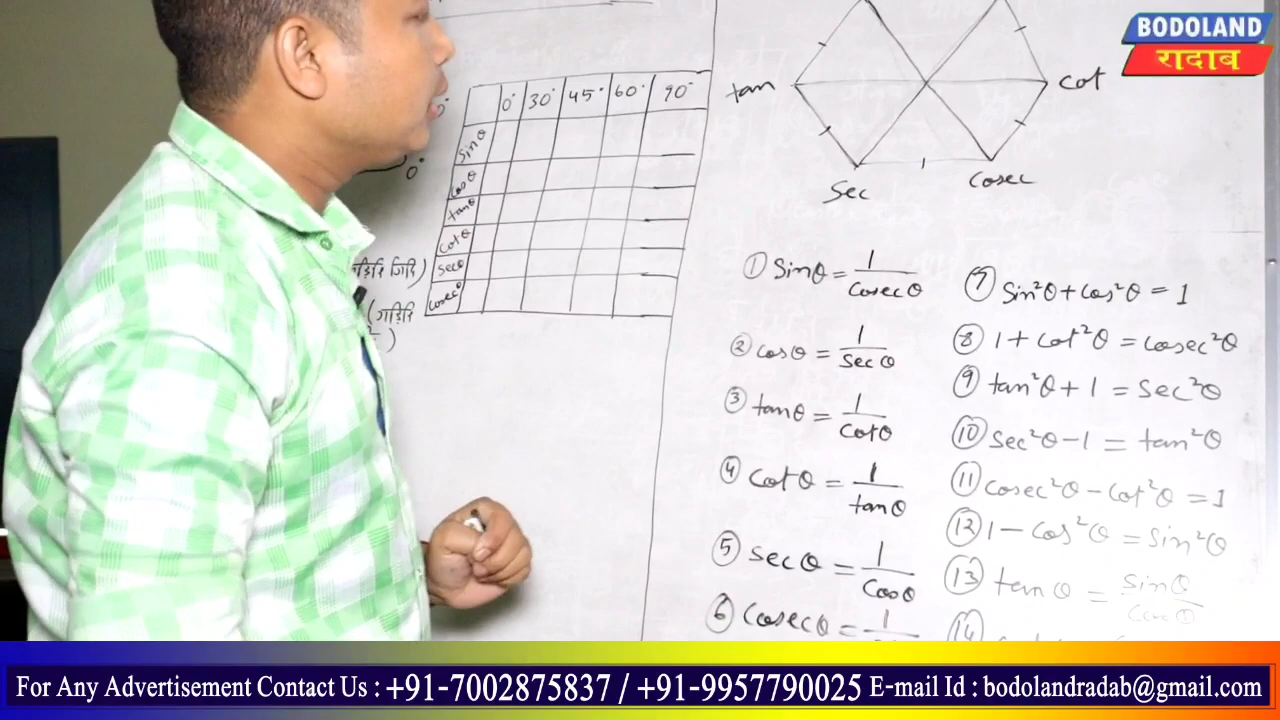 BODOLAND
रादाब
0° 30° 45° 60° 90°
sinθ
cosθ
tanθ
cotθ
secθ
cosecθ
0°
0°
tan
cot
Sec
Cosec
① Sinθ = 1/cosecθ
② cosθ = 1/secθ
③ tanθ = 1/cotθ
④ cotθ = 1/tanθ
⑤ secθ = 1/cosθ
⑥ cosecθ = 1
⑦ sin²θ + cos²θ = 1
⑧ 1 + cot²θ = cosec²θ
⑨ tan²θ + 1 = sec²θ
⑩ sec²θ - 1 = tan²θ
⑪ cosec²θ - cot²θ = 1
⑫ 1 - cos²θ = sin²θ
⑬ tanθ = sinθ/cosθ
⑭
For Any Advertisement Contact Us : +91-7002875837 / +91-9957790025 E-mail Id : bodolandradab@gmail.com